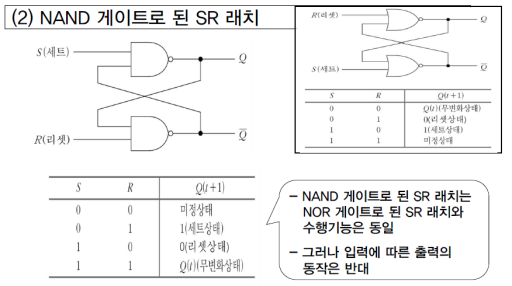 (2) NAND 게이트로 된 SR 래치
S(세트)
Q
R(리셋)
Q̅
S R Q(t+1)
0 0 미정상태
0 1 1(세트상태)
1 0 0(리셋상태)
1 1 Q(t)(무변화상태)
R(리셋)
Q
S(세트)
Q̅
S R Q(t+1)
0 0 Q(t)(무변화상태)
0 1 0(리셋상태)
1 0 1(세트상태)
1 1 미정상태
– NAND 게이트로 된 SR 래치는
NOR 게이트로 된 SR 래치와
수행기능은 동일
– 그러나 입력에 따른 출력의
동작은 반대